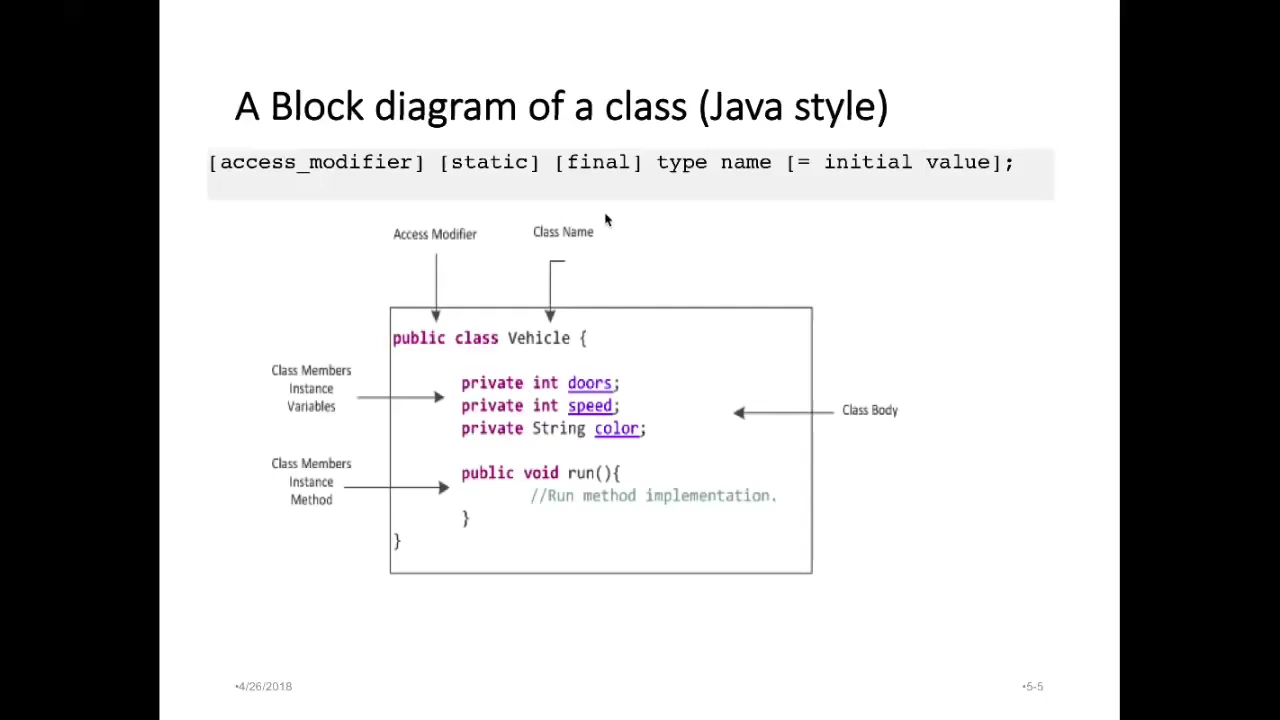 A Block diagram of a class (Java style)
[access_modifier] [static] [final] type name [= initial value];
Access Modifier
Class Name
public class Vehicle {
Class Members
Instance
Variables
private int doors;
private int speed;
private String color;
Class Body
Class Members
Instance
Method
public void run(){
//Run method implementation.
}
}
•4/26/2018
•5-5